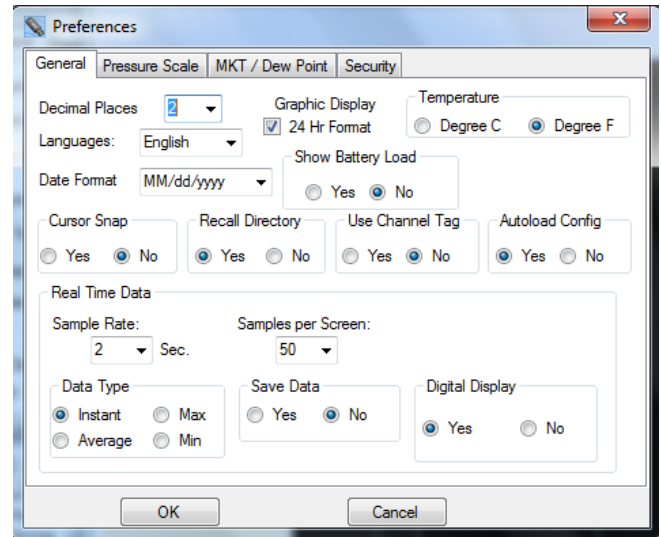 Preferences
General Pressure Scale MKT / Dew Point Security
Decimal Places 2
Graphic Display
24 Hr Format
Temperature
Degree C Degree F
Languages: English
Show Battery Load
Yes No
Date Format MM/dd/yyyy
Cursor Snap
Yes No
Recall Directory
Yes No
Use Channel Tag
Yes No
Autoload Config
Yes No
Real Time Data
Sample Rate:
2 Sec.
Samples per Screen:
50
Data Type
Instant Max
Average Min
Save Data
Yes No
Digital Display
Yes No
OK Cancel